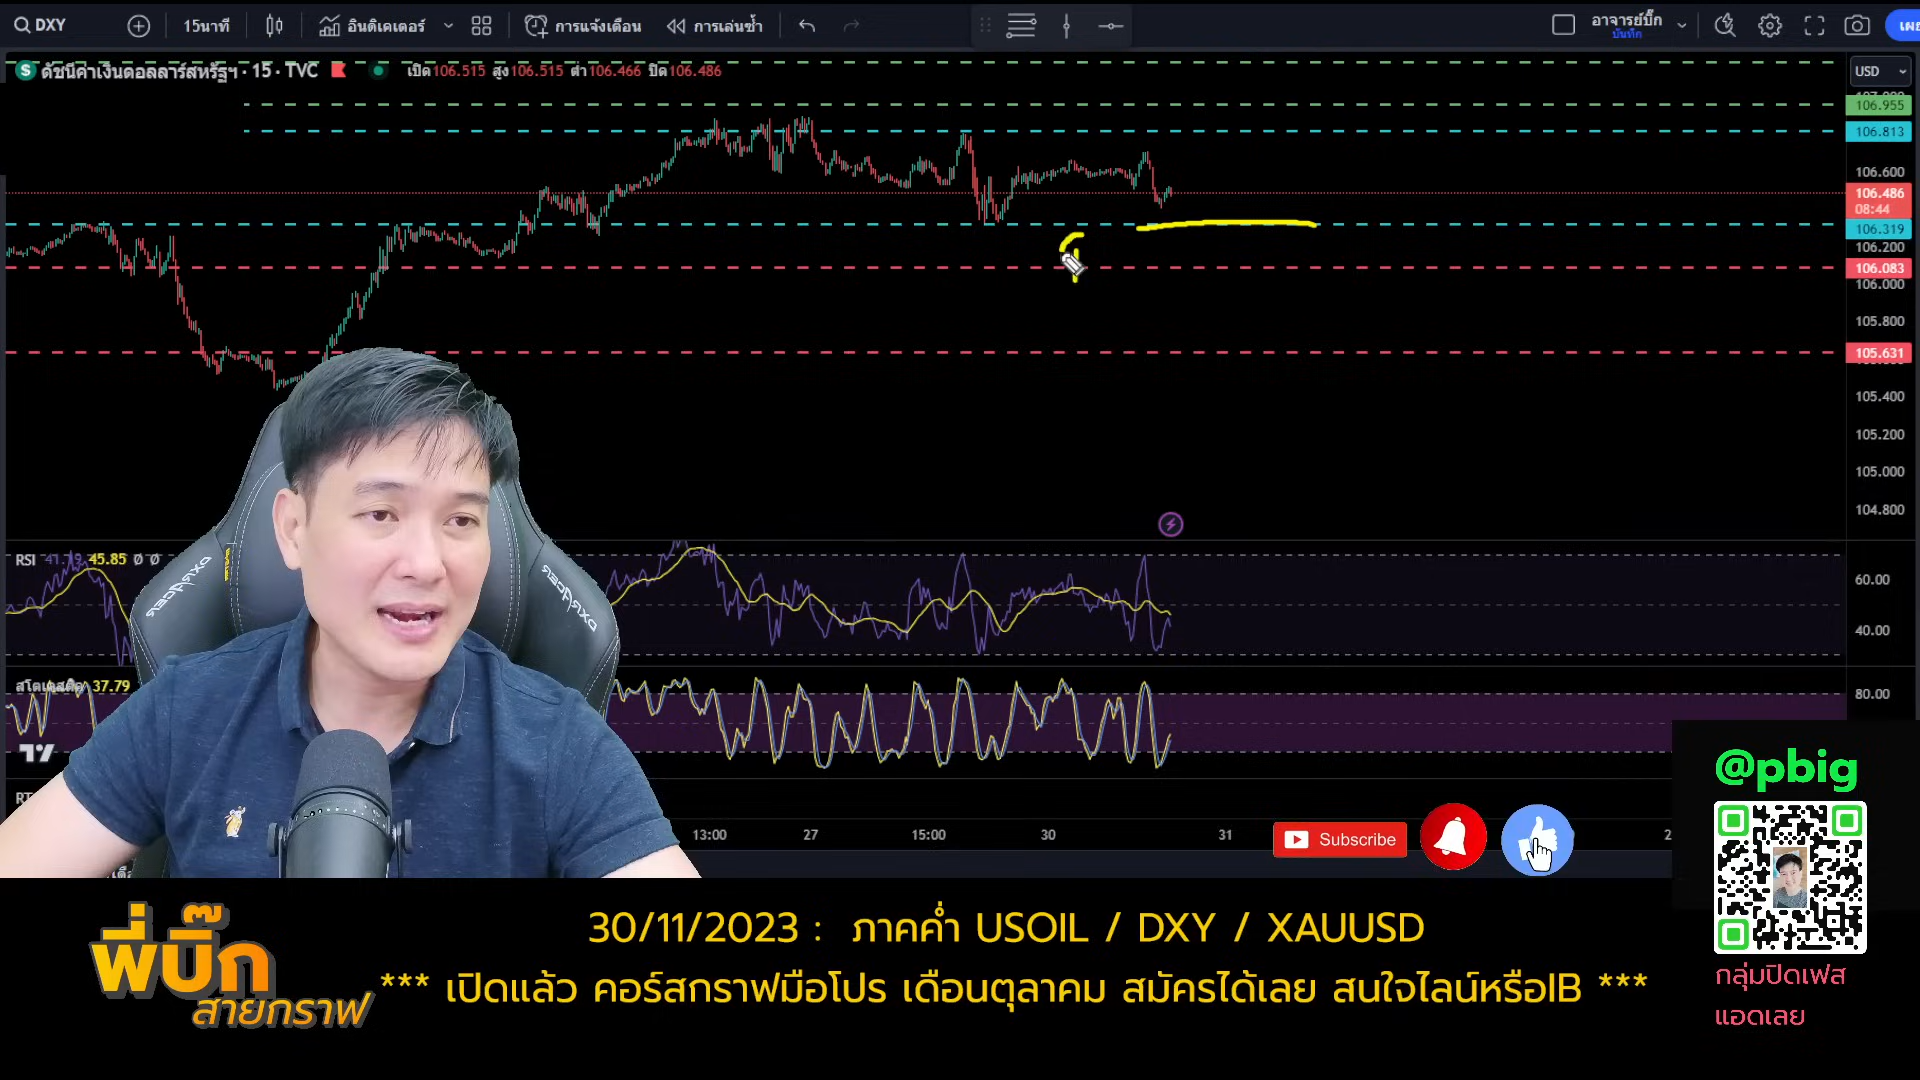 DXY
15นาที
อินดิเคเตอร์
การแจ้งเตือน
การเล่นซ้ำ
อาจารย์บิ๊ก
บันทึก
ดัชนีค่าเงินดอลลาร์สหรัฐฯ · 15 · TVC
เปิด106.515 สูง106.515 ต่ำ106.466 ปิด106.486
USD
106.955
106.813
106.600
106.486
08:44
106.319
106.200
106.083
106.000
105.800
105.631
105.400
105.200
105.000
104.800
RSI 45.85 Ø Ø
60.00
40.00
37.79
80.00
DXRACER
DXRACER
13:00 27 15:00 30 31
Subscribe
@pbig
กลุ่มปิดเฟส
แอดเลย
พี่บิ๊ก
สายกราฟ
30/11/2023 : ภาคค่ำ USOIL / DXY / XAUUSD
*** เปิดแล้ว คอร์สกราฟมือโปร เดือนตุลาคม สมัครได้เลย สนใจไลน์หรือIB ***